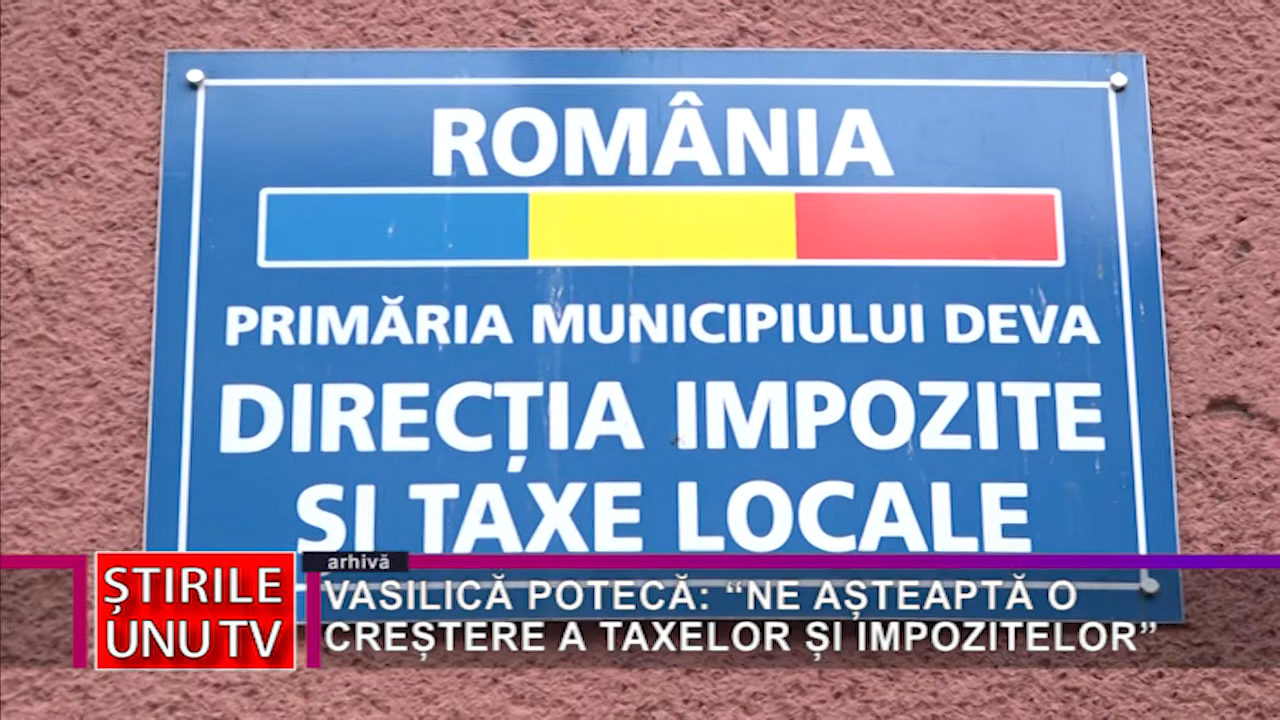 ROMÂNIA
PRIMĂRIA MUNICIPIULUI DEVA
DIRECȚIA IMPOZITE
SI TAXE LOCALE
arhivă
ȘTIRILE
UNU TV
VASILICĂ POTECĂ: “NE AȘTEAPTĂ O
CREȘTERE A TAXELOR ȘI IMPOZITELOR”